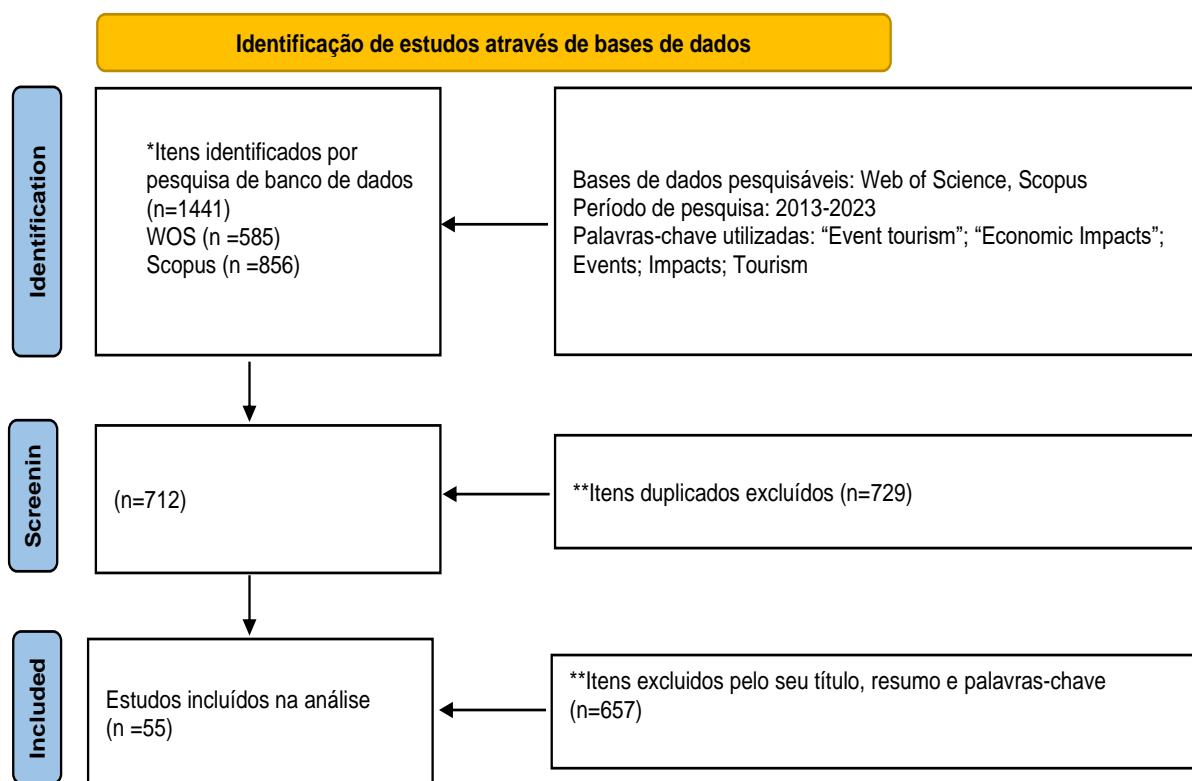 Identificação de estudos através de bases de dados
Identification
*Itens identificados por
pesquisa de banco de dados
(n=1441)
WOS (n =585)
Scopus (n =856)
Bases de dados pesquisáveis: Web of Science, Scopus
Período de pesquisa: 2013-2023
Palavras-chave utilizadas: “Event tourism”; “Economic Impacts”;
Events; Impacts; Tourism
Screenin
(n=712)
**Itens duplicados excluídos (n=729)
Included
Estudos incluídos na análise
(n =55)
**Itens excluidos pelo seu título, resumo e palavras-chave
(n=657)